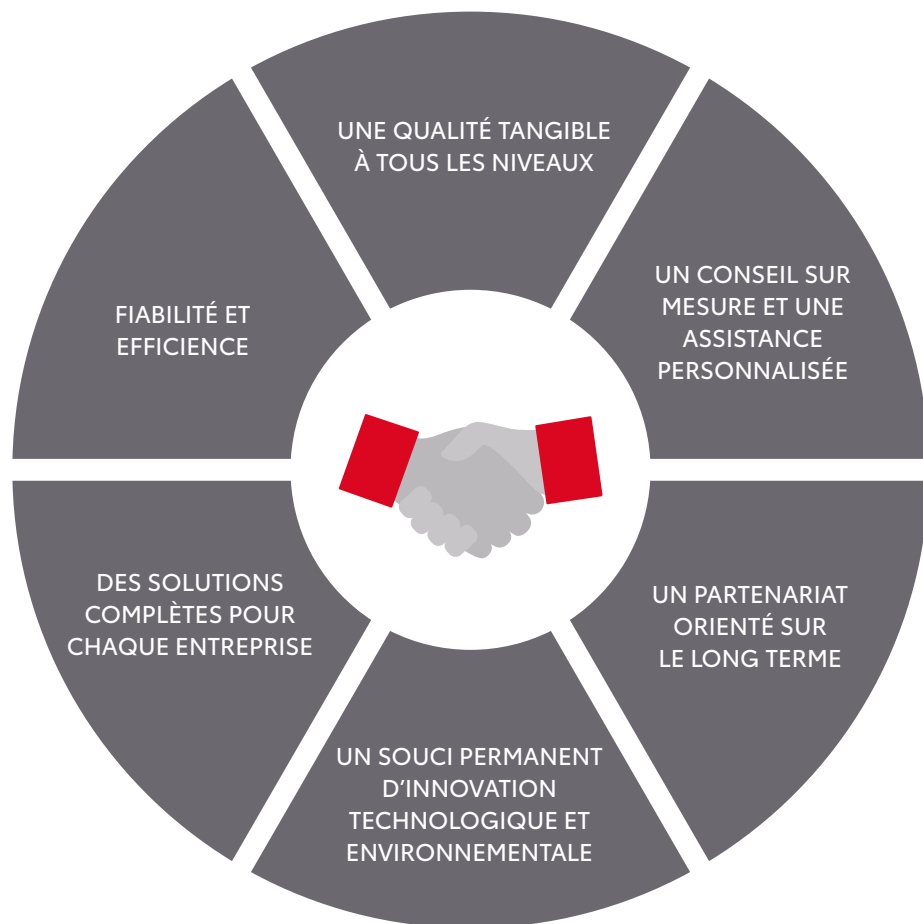 UNE QUALITÉ TANGIBLE
À TOUS LES NIVEAUX
UN CONSEIL SUR
MESURE ET UNE
ASSISTANCE
PERSONNALISÉE
UN PARTENARIAT
ORIENTÉ SUR
LE LONG TERME
UN SOUCI PERMANENT
D’INNOVATION
TECHNOLOGIQUE ET
ENVIRONNEMENTALE
DES SOLUTIONS
COMPLÈTES POUR
CHAQUE ENTREPRISE
FIABILITÉ ET
EFFICIENCE